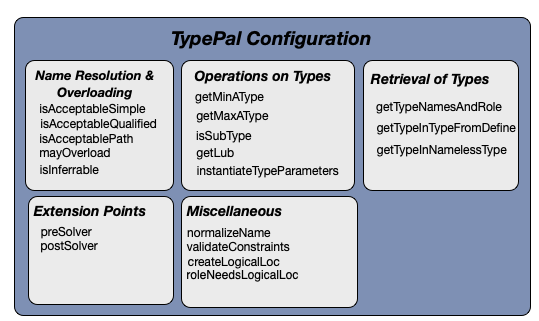 TypePal Configuration
Name Resolution &
Overloading
isAcceptableSimple
isAcceptableQualified
isAcceptablePath
mayOverload
isInferrable
Operations on Types
getMinAType
getMaxAType
isSubType
getLub
instantiateTypeParameters
Retrieval of Types
getTypeNamesAndRole
getTypeInTypeFromDefine
getTypeInNamelessType
Extension Points
preSolver
postSolver
Miscellaneous
normalizeName
validateConstraints
createLogicalLoc
roleNeedsLogicalLoc